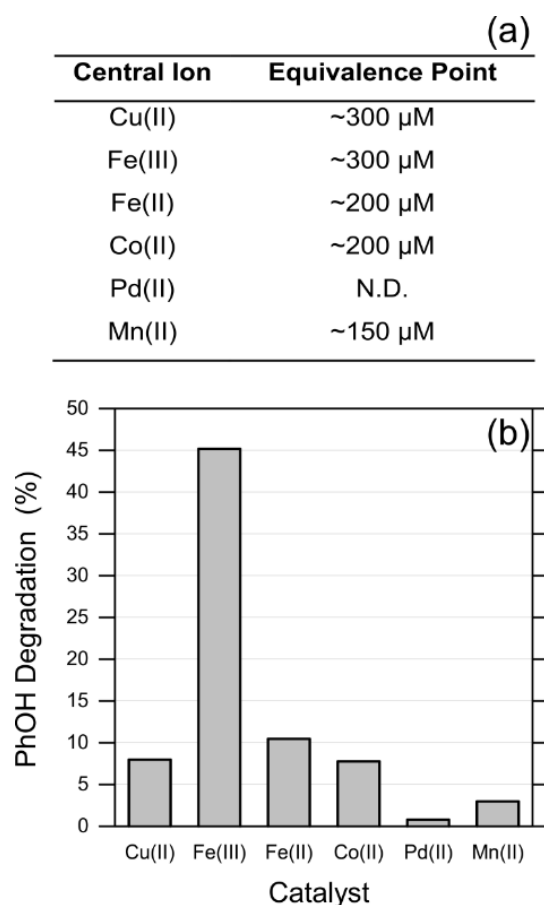 (a)
Central Ion Equivalence Point
Cu(II) ~300 µM
Fe(III) ~300 µM
Fe(II) ~200 µM
Co(II) ~200 µM
Pd(II) N.D.
Mn(II) ~150 µM
(b)
PhOH Degradation (%)
50
45
40
35
30
25
20
15
10
5
0
Cu(II) Fe(III) Fe(II) Co(II) Pd(II) Mn(II)
Catalyst